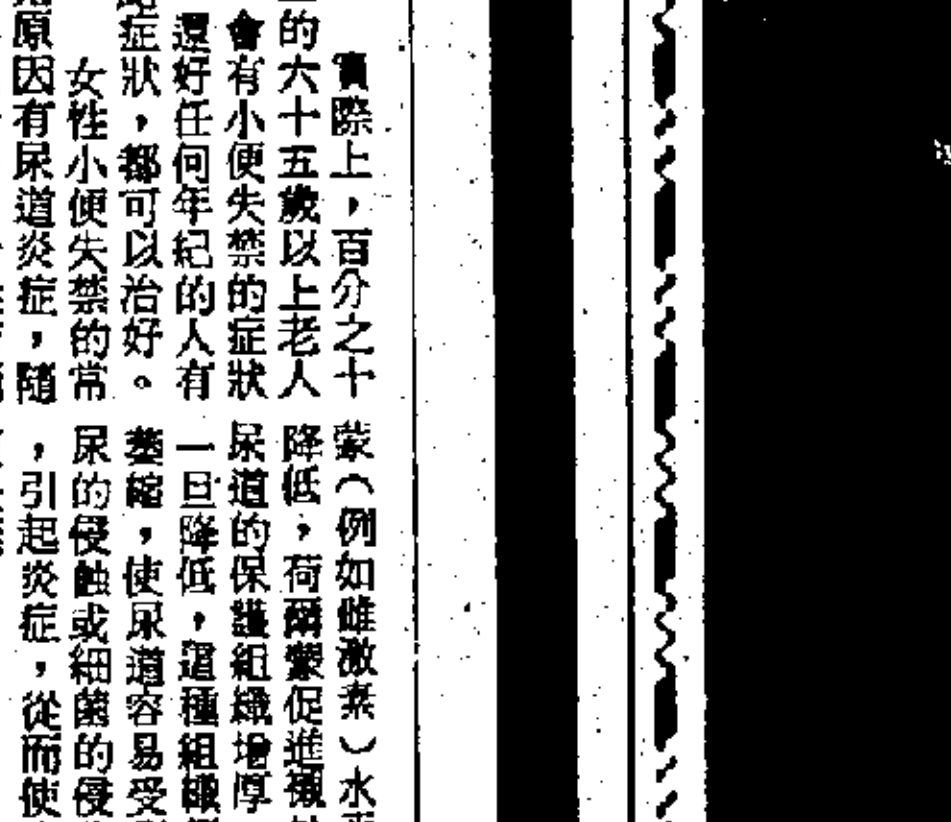 實際上，百分之十
的六十五歲以上老人
會有小便失禁的症狀
還好任何年紀的人有
症狀，都可以治好。
女性小便失禁的常
原因有尿道炎症，隨
蒙（例如雌激素）水
降低，荷爾蒙促進襯
尿道的保護組織增厚
一旦降低，這種組織
萎縮，使尿道容易受
尿的侵蝕或細菌的侵
，引起炎症，從而使